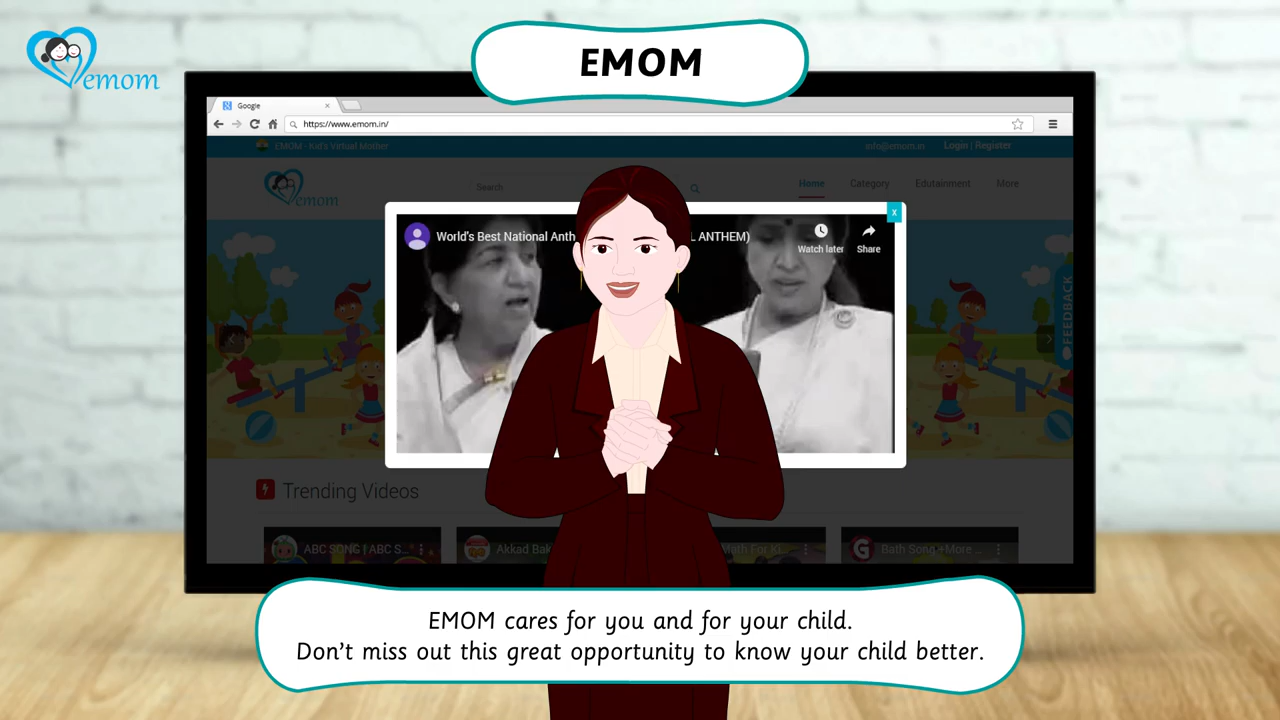 emom
EMOM
Google
https://www.emom.in/
EMOM - Kid's Virtual Mother
info@emom.in
Login | Register
emom
Search
Home
Category
Edutainment
More
X
World's Best National Anth
L ANTHEM)
Watch later
Share
FEEDBACK
Trending Videos
ABC SONG | ABC S...
Akkad Bak
Math For Ki...
Bath Song +More ...
EMOM cares for you and for your child.
Don't miss out this great opportunity to know your child better.